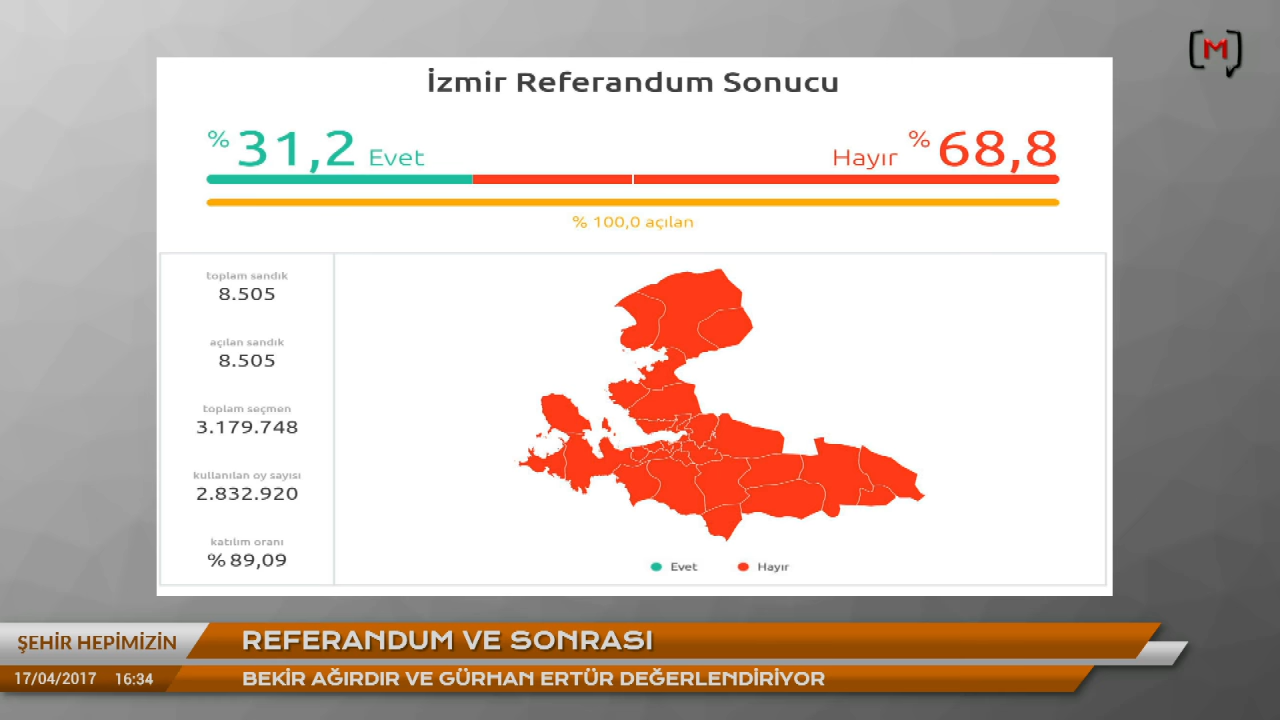 M
İzmir Referandum Sonucu
% 31,2 Evet
Hayır % 68,8
% 100,0 açılan
toplam sandık
8.505
açılan sandık
8.505
toplam seçmen
3.179.748
kullanılan oy sayısı
2.832.920
katılım oranı
% 89,09
Evet Hayır
ŞEHİR HEPİMİZİN
REFERANDUM VE SONRASI
17/04/2017 16:34
BEKİR AĞIRDIR VE GÜRHAN ERTÜR DEĞERLENDİRİYOR